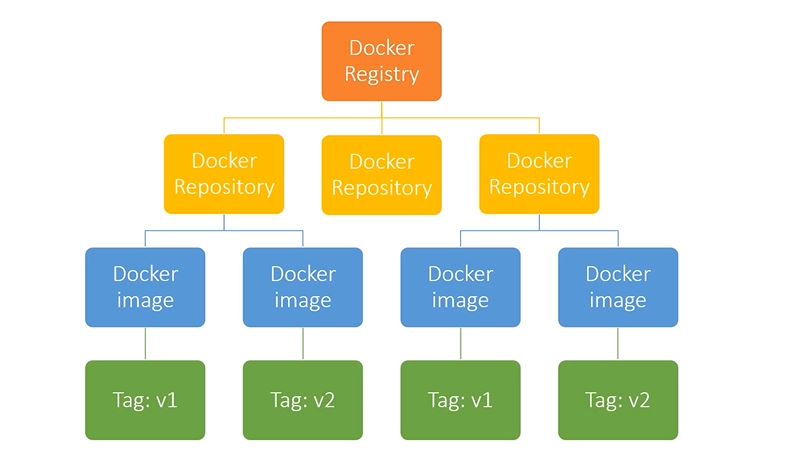 Docker
Registry
Docker
Repository
Docker
Repository
Docker
Repository
Docker
image
Docker
image
Docker
image
Docker
image
Tag: v1
Tag: v2
Tag: v1
Tag: v2